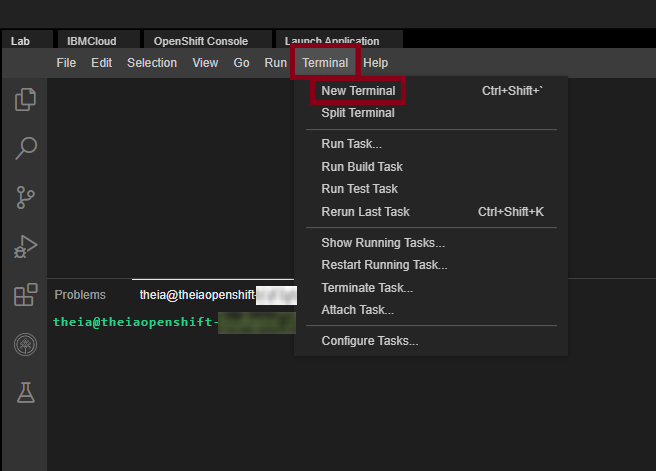 Lab IBMCloud OpenShift Console Launch Application
File Edit Selection View Go Run Terminal Help
New Terminal Ctrl+Shift+`
Split Terminal
Run Task...
Run Build Task
Run Test Task
Rerun Last Task Ctrl+Shift+K
Show Running Tasks...
Restart Running Task...
Terminate Task...
Attach Task...
Configure Tasks...
Problems theia@theiaopenshift-
theia@theiaopenshift-